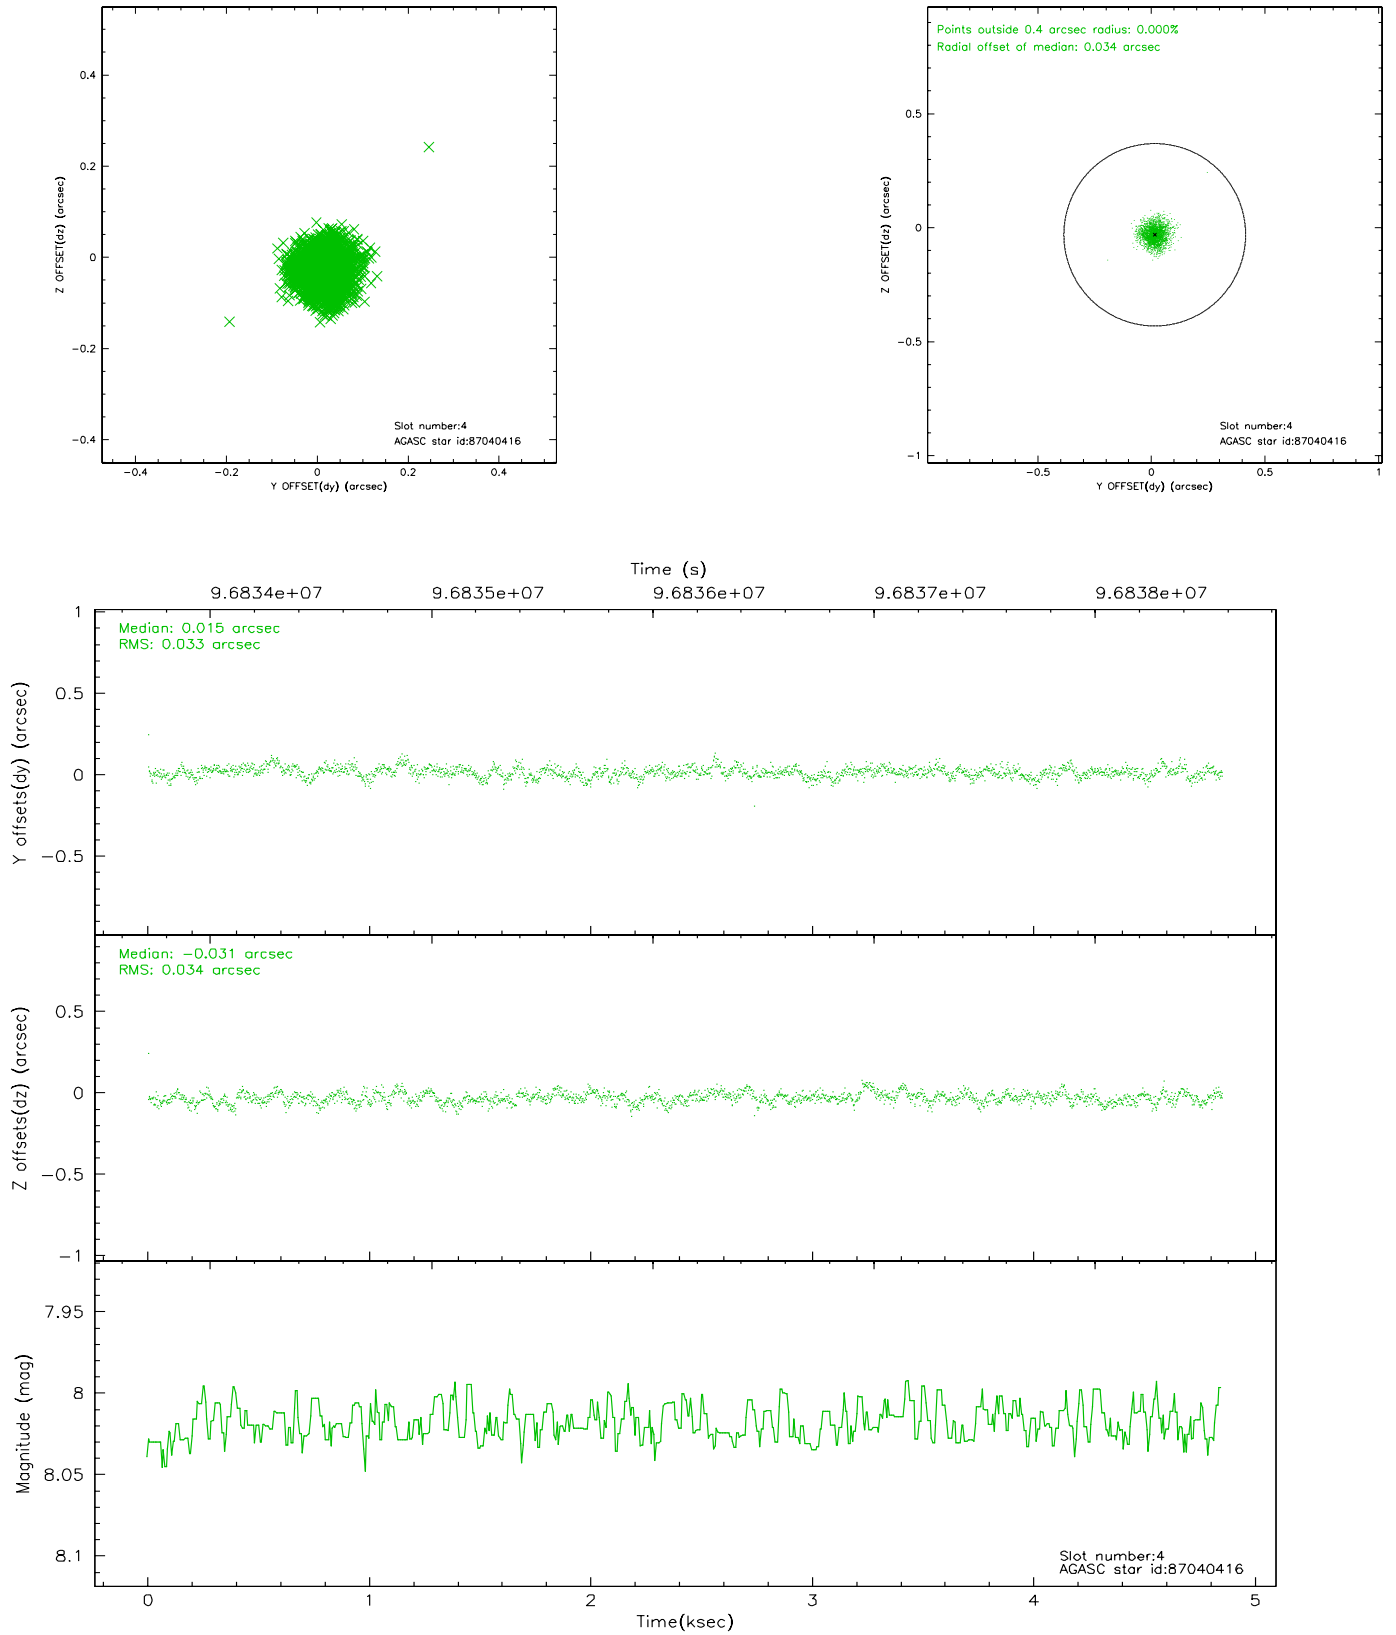 0.4
0.2
0
−0.2
−0.4
Z OFFSET(dz) (arcsec)
−0.4 −0.2 0 0.2 0.4
Y OFFSET(dy) (arcsec)
Slot number:4
AGASC star id:87040416
Points outside 0.4 arcsec radius: 0.000%
Radial offset of median: 0.034 arcsec
0.5
0
−0.5
−1
Z OFFSET(dz) (arcsec)
−0.5 0 0.5 1
Y OFFSET(dy) (arcsec)
Slot number:4
AGASC star id:87040416
Time (s)
9.6834e+07 9.6835e+07 9.6836e+07 9.6837e+07 9.6838e+07
Median: 0.015 arcsec
RMS: 0.033 arcsec
1
0.5
0
−0.5
Y offsets(dy) (arcsec)
Median: −0.031 arcsec
RMS: 0.034 arcsec
0.5
0
−0.5
−1
Z offsets(dz) (arcsec)
7.95
8
8.05
8.1
Magnitude (mag)
Slot number:4
AGASC star id:87040416
0 1 2 3 4 5
Time(ksec)